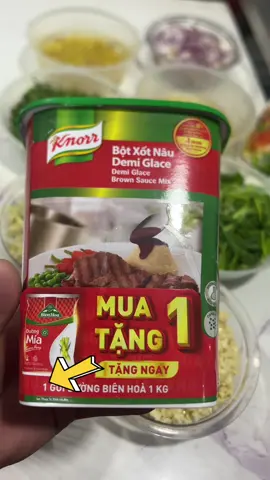 Knorr
Bột Xốt Nâu
Demi Glace
Demi Glace
Brown Sauce Mix
MUA 1
TẶNG
TẶNG NGAY
1 GÓI ĐƯỜNG BIÊN HOÀ 1 KG
Đường
Mía